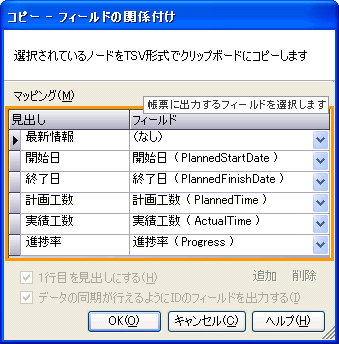 コピー - フィールドの関係付け
選択されているノードをTSV形式でクリップボードにコピーします
マッピング(M)
帳票に出力するフィールドを選択します
見出し フィールド
最新情報 (なし)
開始日 開始日 ( PlannedStartDate )
終了日 終了日 ( PlannedFinishDate )
計画工数 計画工数 ( PlannedTime )
実績工数 実績工数 ( ActualTime )
進捗率 進捗率 ( Progress )
1行目を見出しにする(H) 追加 削除
データの同期が行えるようにIDのフィールドを出力する(I)
OK(O) キャンセル(C) ヘルプ(H)